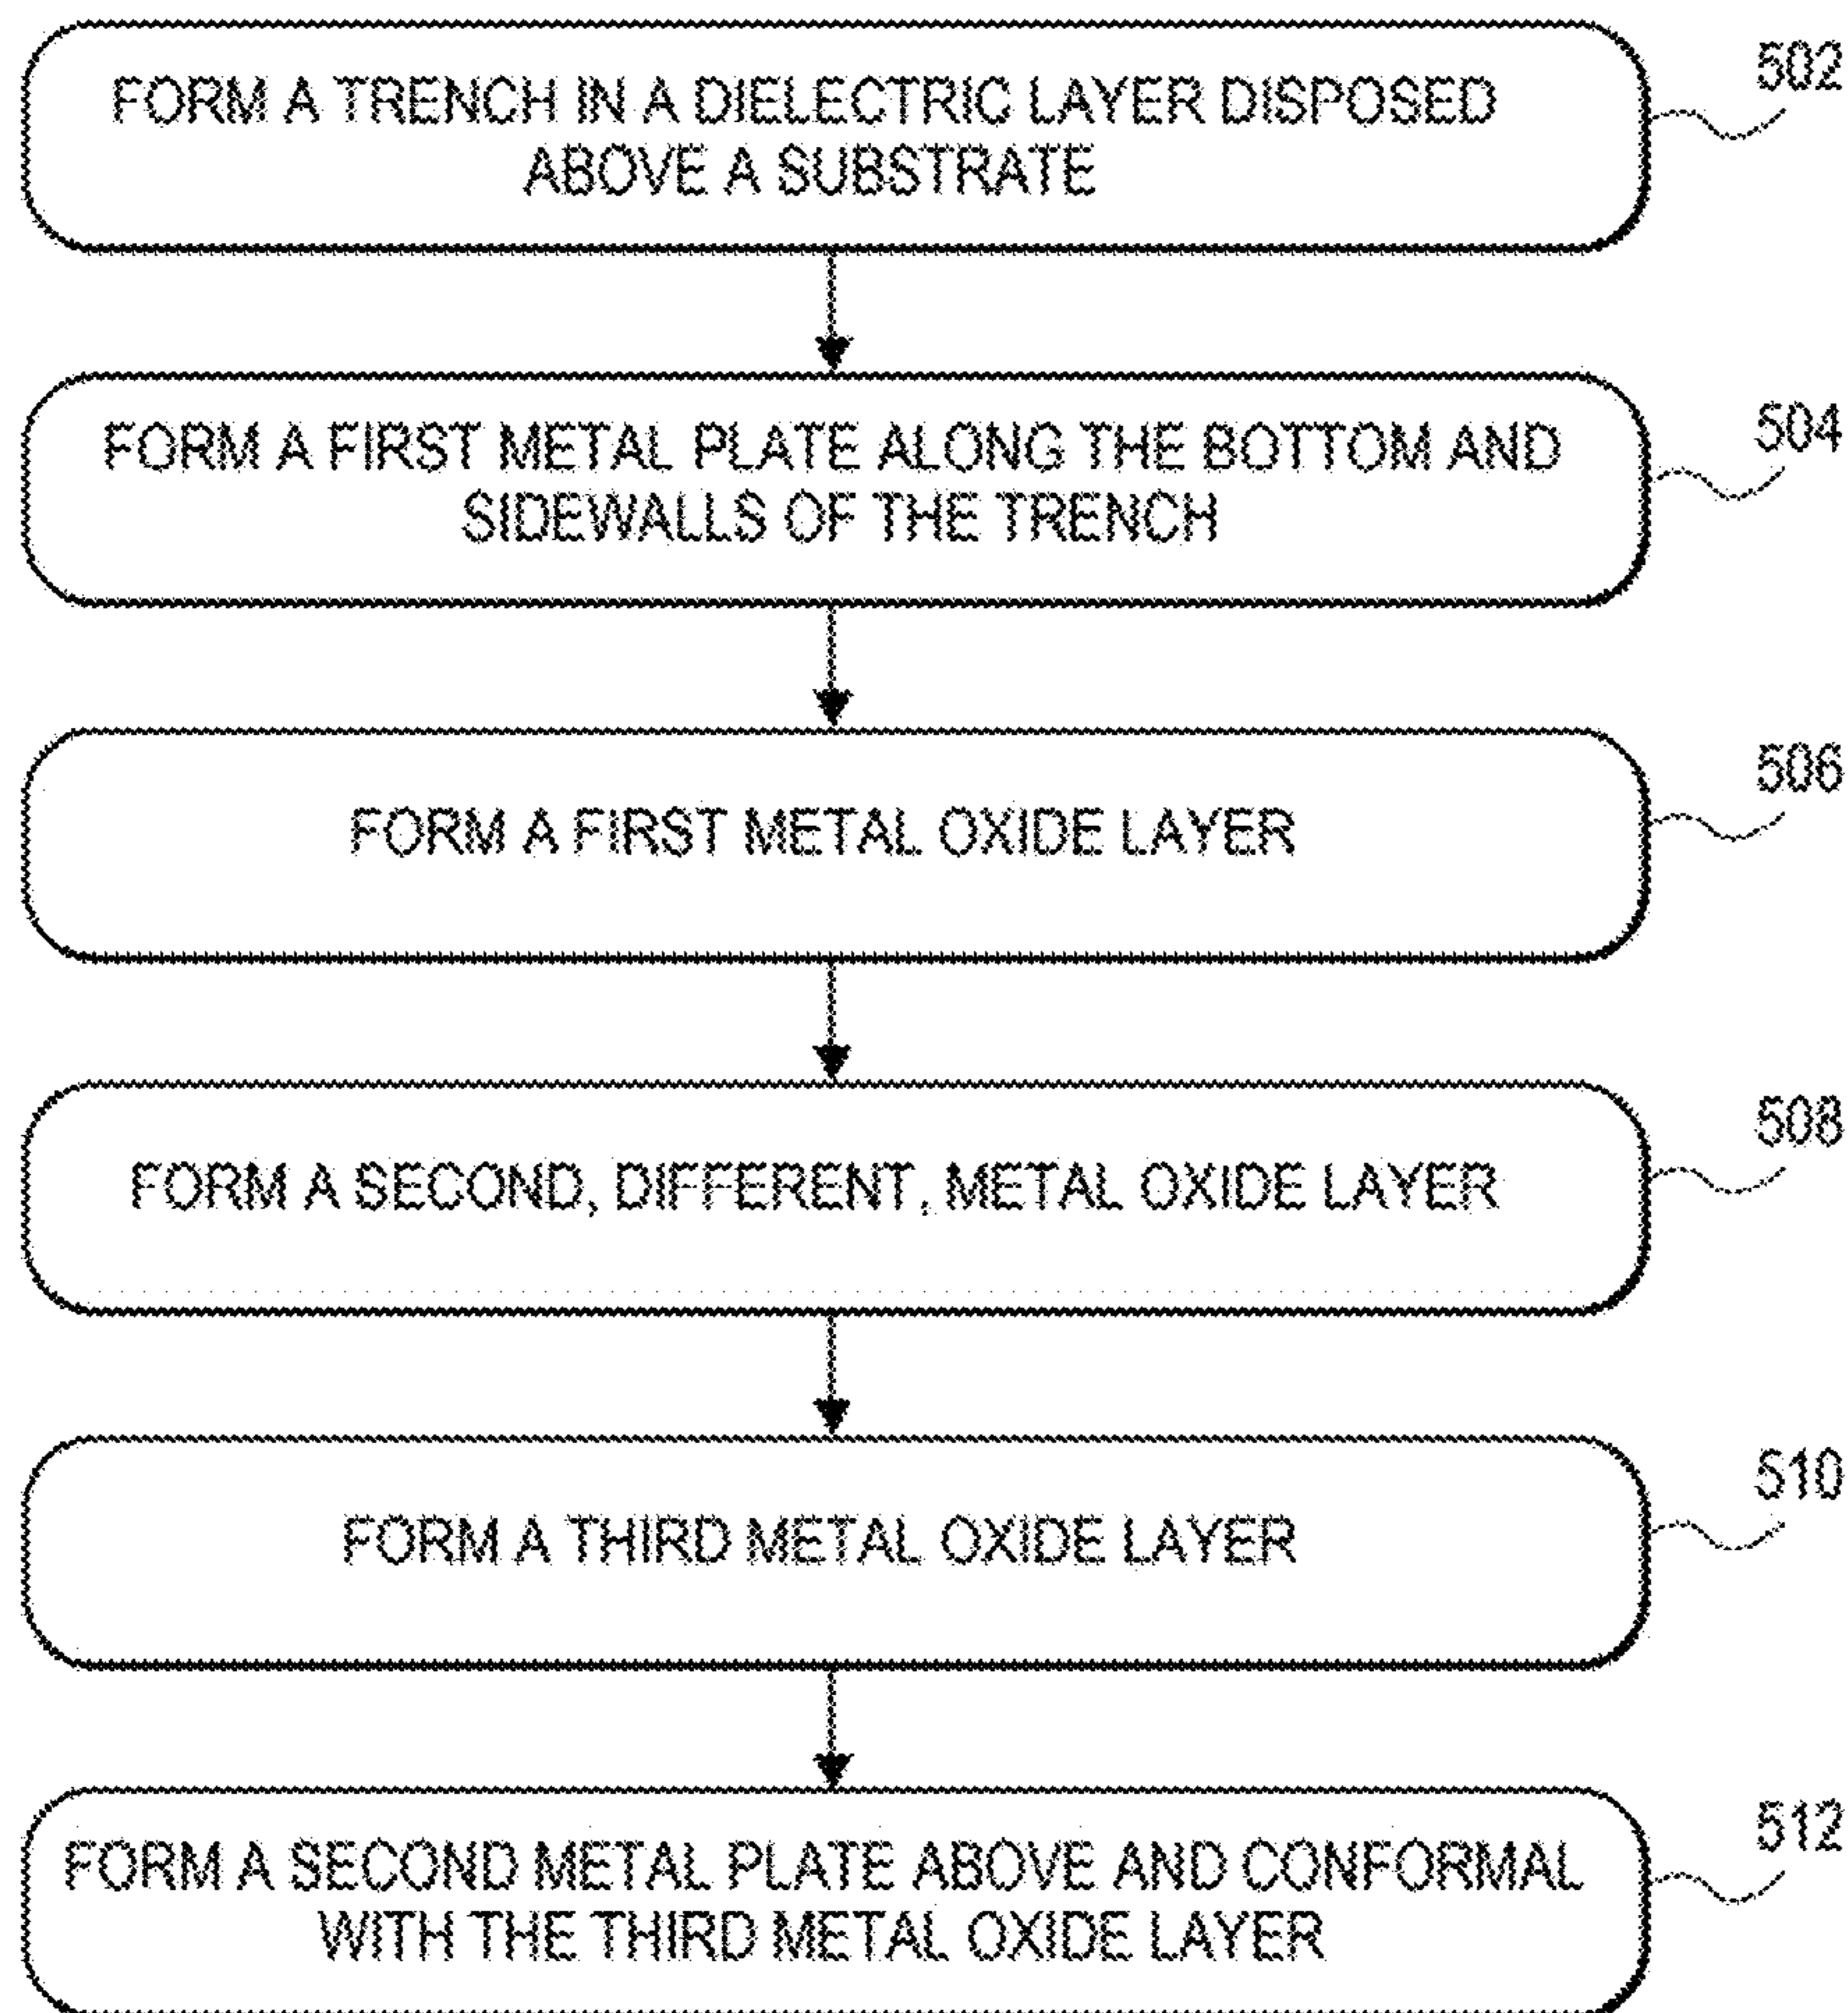 FORM A TRENCH IN A DIELECTRIC LAYER DISPOSED
ABOVE A SUBSTRATE
502
FORM A FIRST METAL PLATE ALONG THE BOTTOM AND
SIDEWALLS OF THE TRENCH
504
FORM A FIRST METAL OXIDE LAYER
506
FORM A SECOND, DIFFERENT, METAL OXIDE LAYER
508
FORM A THIRD METAL OXIDE LAYER
510
FORM A SECOND METAL PLATE ABOVE AND CONFORMAL
WITH THE THIRD METAL OXIDE LAYER
512